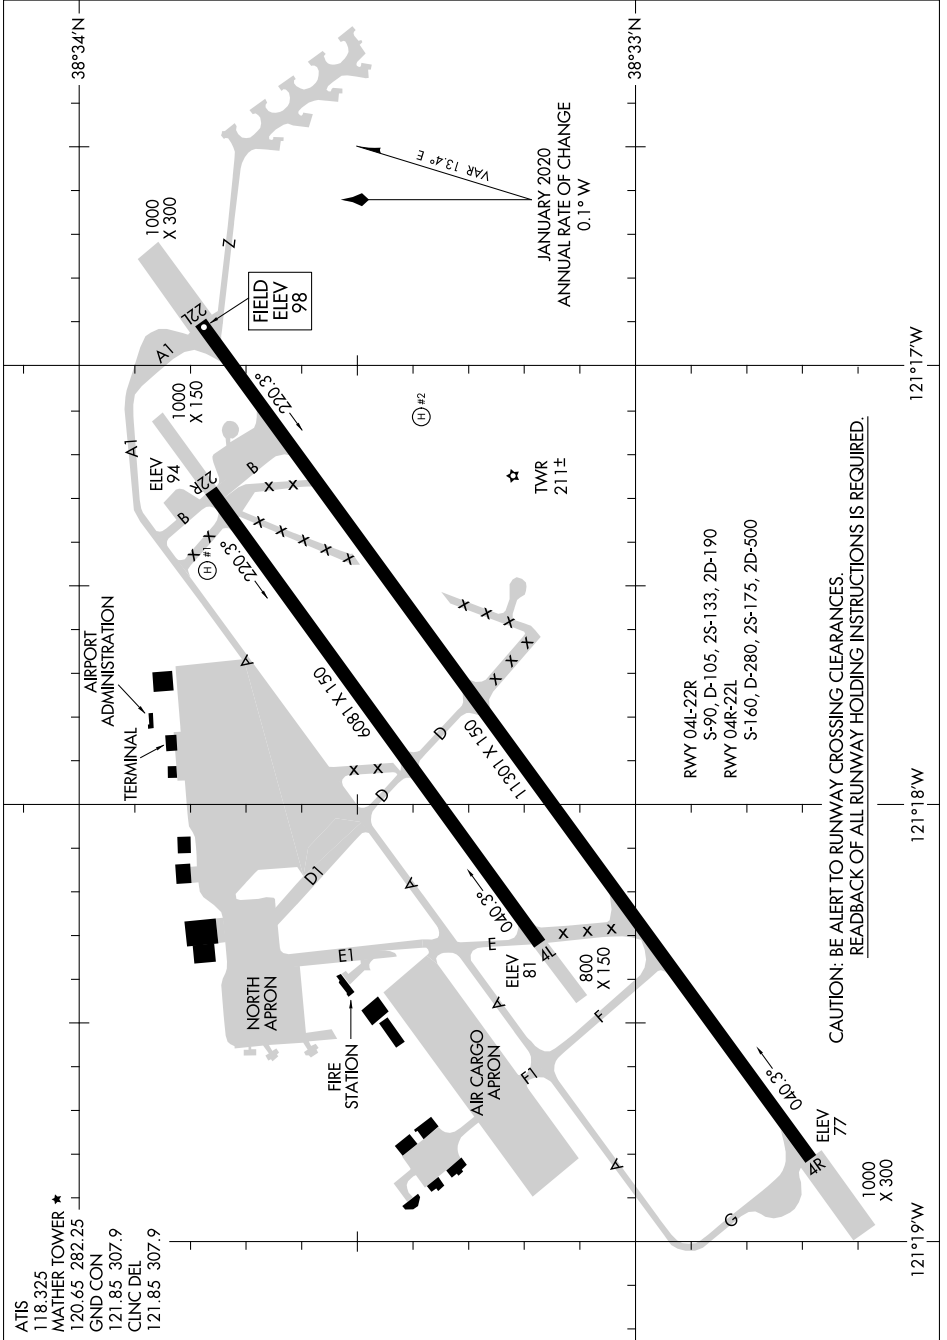 ATIS
118.325
MATHER TOWER ★
120.65 282.25
GND CON
121.85 307.9
CLNC DEL
121.85 307.9
38°34'N
38°33'N
121°17'W
121°18'W
121°19'W
VAR 13.4° E
JANUARY 2020
ANNUAL RATE OF CHANGE
0.1° W
1000
X 300
Z
22L
FIELD
ELEV
98
A1
A1
1000
X 150
ELEV
94
22R
B
B
X X
X X
X X X X X
H #1
H #2
220.3°
220.3°
TWR
211±
AIRPORT
ADMINISTRATION
TERMINAL
A
6081 X 150
11301 X 150
X X X
X X X
X X
D
D
D1
A
E1
E
040.3°
4L
ELEV
81
X X X
800
X 150
NORTH
APRON
FIRE
STATION
AIR CARGO
APRON
A
F
F1
A
G
040.3°
4R
ELEV
77
1000
X 300
RWY 04L-22R
S-90, D-105, 2S-133, 2D-190
RWY 04R-22L
S-160, D-280, 2S-175, 2D-500
CAUTION: BE ALERT TO RUNWAY CROSSING CLEARANCES.
READBACK OF ALL RUNWAY HOLDING INSTRUCTIONS IS REQUIRED.